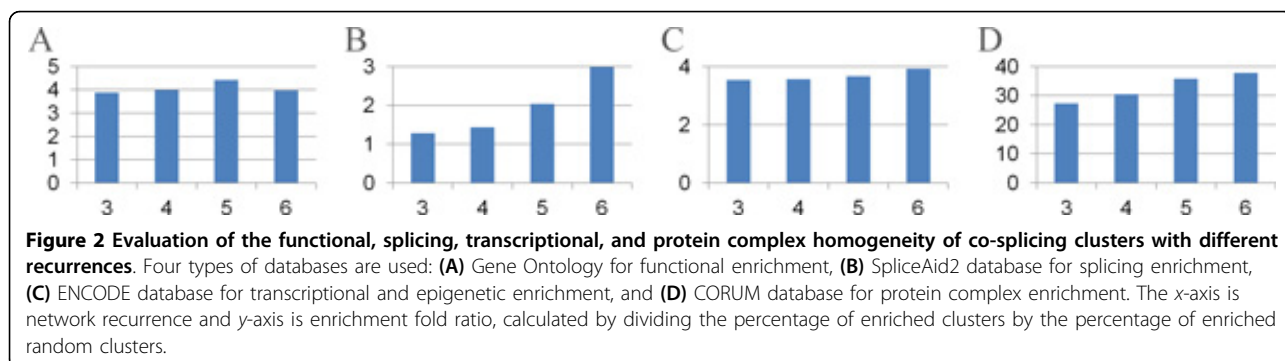 A
B
C
D
5
4
3
2
1
0
3 4 5 6
3
2
1
0
3 4 5 6
4
2
0
3 4 5 6
40
30
20
10
0
3 4 5 6
Figure 2 Evaluation of the functional, splicing, transcriptional, and protein complex homogeneity of co-splicing clusters with different
recurrences. Four types of databases are used: (A) Gene Ontology for functional enrichment, (B) SpliceAid2 database for splicing enrichment,
(C) ENCODE database for transcriptional and epigenetic enrichment, and (D) CORUM database for protein complex enrichment. The x-axis is
network recurrence and y-axis is enrichment fold ratio, calculated by dividing the percentage of enriched clusters by the percentage of enriched
random clusters.